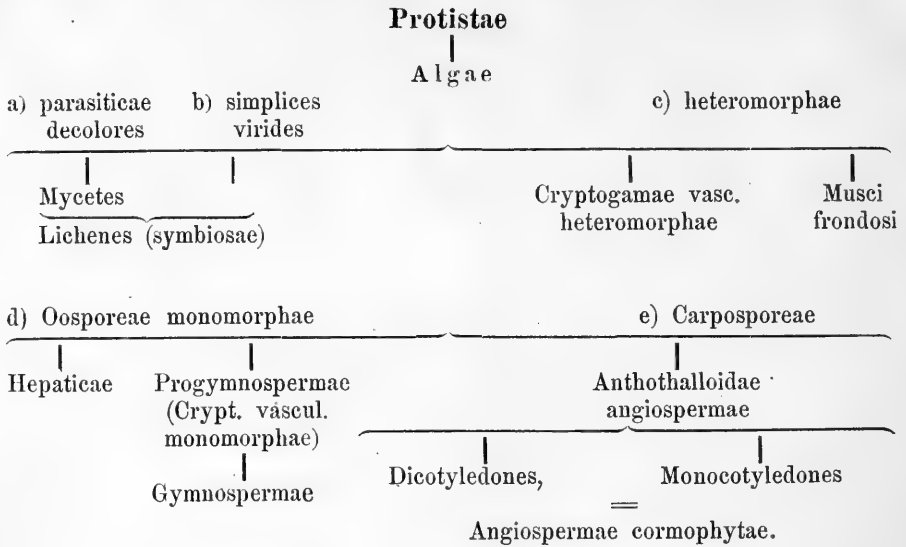 Protistae
Algae
a) parasiticae b) simplices c) heteromorphae
decolores virides
Mycetes Cryptogamae vasc. Musci
heteromorphae frondosi
Lichenes (symbiosae)
d) Oosporeae monomorphae e) Carposporeae
Hepaticae Progymnospermae Anthothalloidae
(Crypt. váscul. angiospermae
monomorphae)
Dicotyledones, Monocotyledones
Gymnospermae
=
Angiospermae cormophytae.